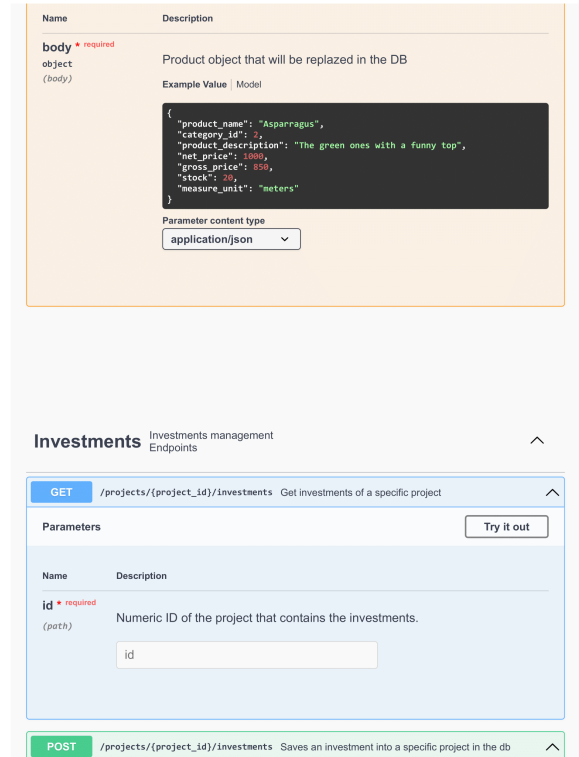 Name Description
body * required
object
(body)
Product object that will be replazed in the DB
Example Value Model
{
"product_name": "Asparragus",
"category_id": 2,
"product_description": "The green ones with a funny top",
"net_price": 1000,
"gross_price": 850,
"stock": 20,
"measure_unit": "meters"
}
Parameter content type
application/json
Investments Investments management
Endpoints
GET /projects/{project_id}/investments Get investments of a specific project
Parameters Try it out
Name Description
id * required
(path)
Numeric ID of the project that contains the investments.
id
POST /projects/{project_id}/investments Saves an investment into a specific project in the db